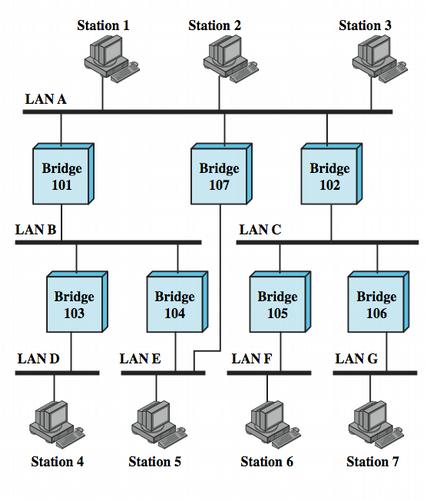 Station 1 Station 2 Station 3
LAN A
Bridge Bridge Bridge
101 107 102
LAN B LAN C
Bridge Bridge Bridge Bridge
103 104 105 106
LAN D LAN E LAN F LAN G
Station 4 Station 5 Station 6 Station 7